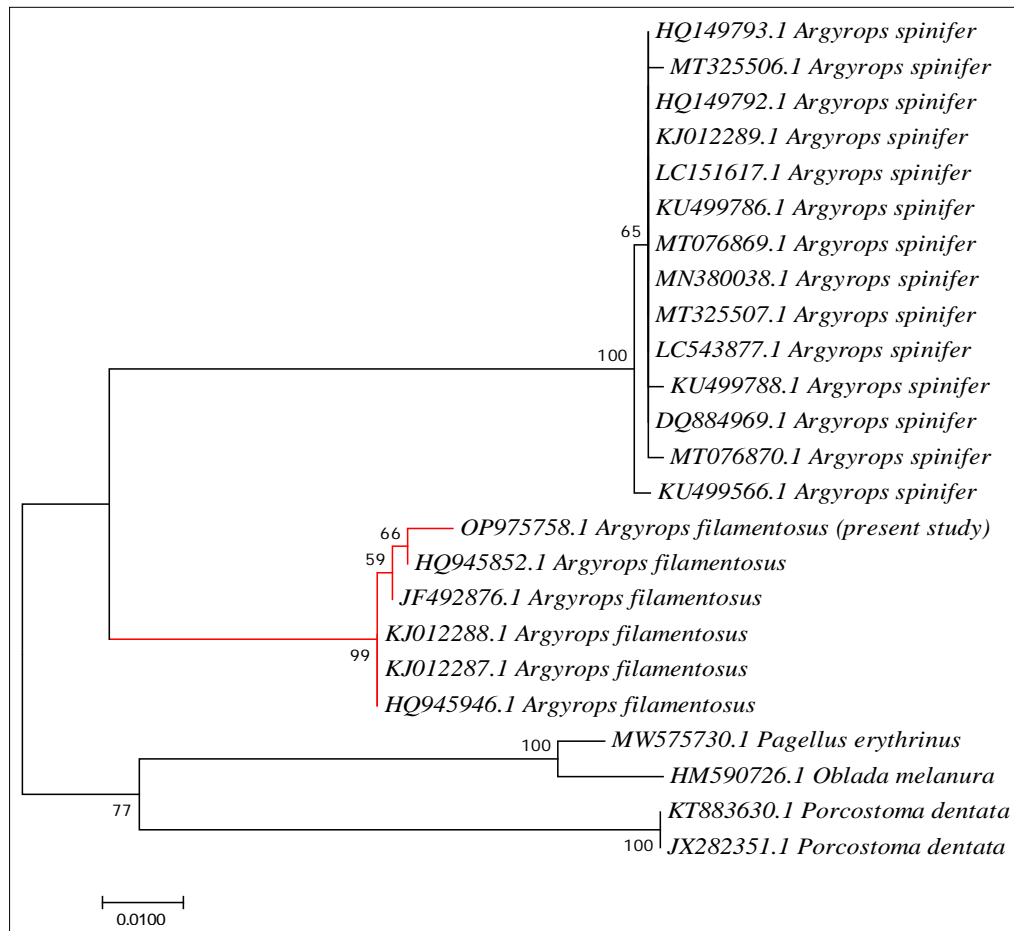 HQ149793.1 Argyrops spinifer
MT325506.1 Argyrops spinifer
HQ149792.1 Argyrops spinifer
KJ012289.1 Argyrops spinifer
LC151617.1 Argyrops spinifer
KU499786.1 Argyrops spinifer
65
MT076869.1 Argyrops spinifer
MN380038.1 Argyrops spinifer
MT325507.1 Argyrops spinifer
LC543877.1 Argyrops spinifer
100
KU499788.1 Argyrops spinifer
DQ884969.1 Argyrops spinifer
MT076870.1 Argyrops spinifer
KU499566.1 Argyrops spinifer
OP975758.1 Argyrops filamentosus (present study)
66
HQ945852.1 Argyrops filamentosus
59
JF492876.1 Argyrops filamentosus
KJ012288.1 Argyrops filamentosus
99
KJ012287.1 Argyrops filamentosus
HQ945946.1 Argyrops filamentosus
MW575730.1 Pagellus erythrinus
100
HM590726.1 Oblada melanura
77
KT883630.1 Porcostoma dentata
100
JX282351.1 Porcostoma dentata
0.0100